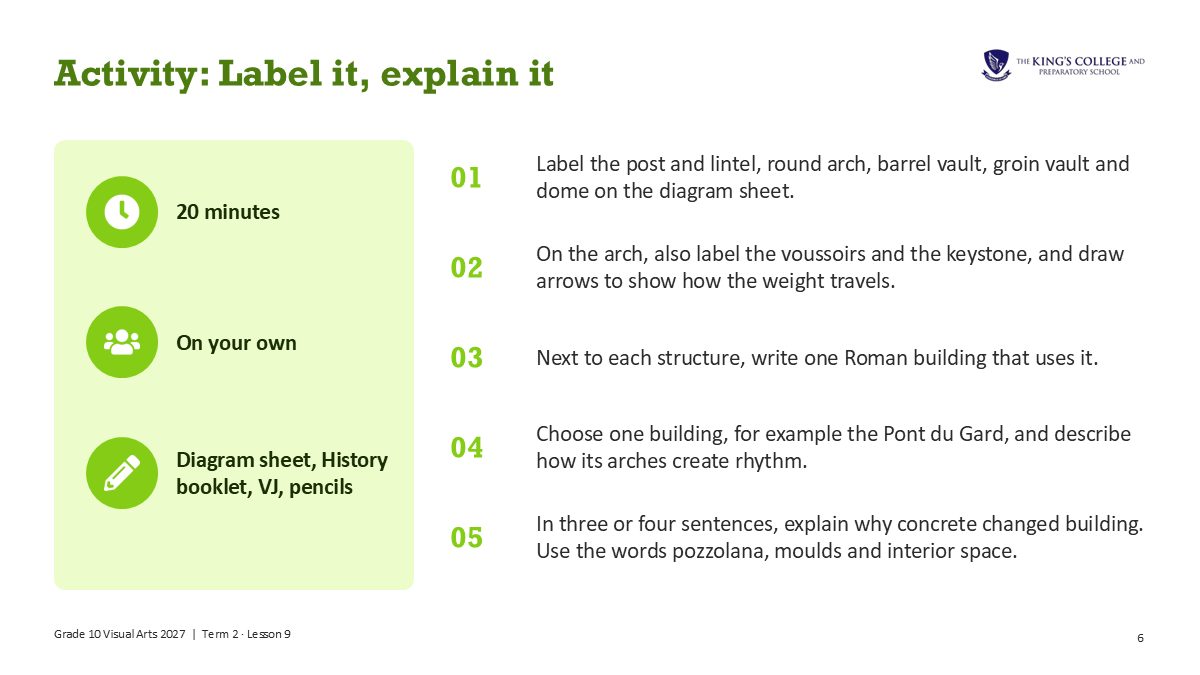 Activity: Label it, explain it
THE KING'S COLLEGE AND
PREPARATORY SCHOOL
20 minutes
On your own
Diagram sheet, History
booklet, VJ, pencils
01
Label the post and lintel, round arch, barrel vault, groin vault and
dome on the diagram sheet.
02
On the arch, also label the voussoirs and the keystone, and draw
arrows to show how the weight travels.
03
Next to each structure, write one Roman building that uses it.
04
Choose one building, for example the Pont du Gard, and describe
how its arches create rhythm.
05
In three or four sentences, explain why concrete changed building.
Use the words pozzolana, moulds and interior space.
Grade 10 Visual Arts 2027 | Term 2 · Lesson 9
6